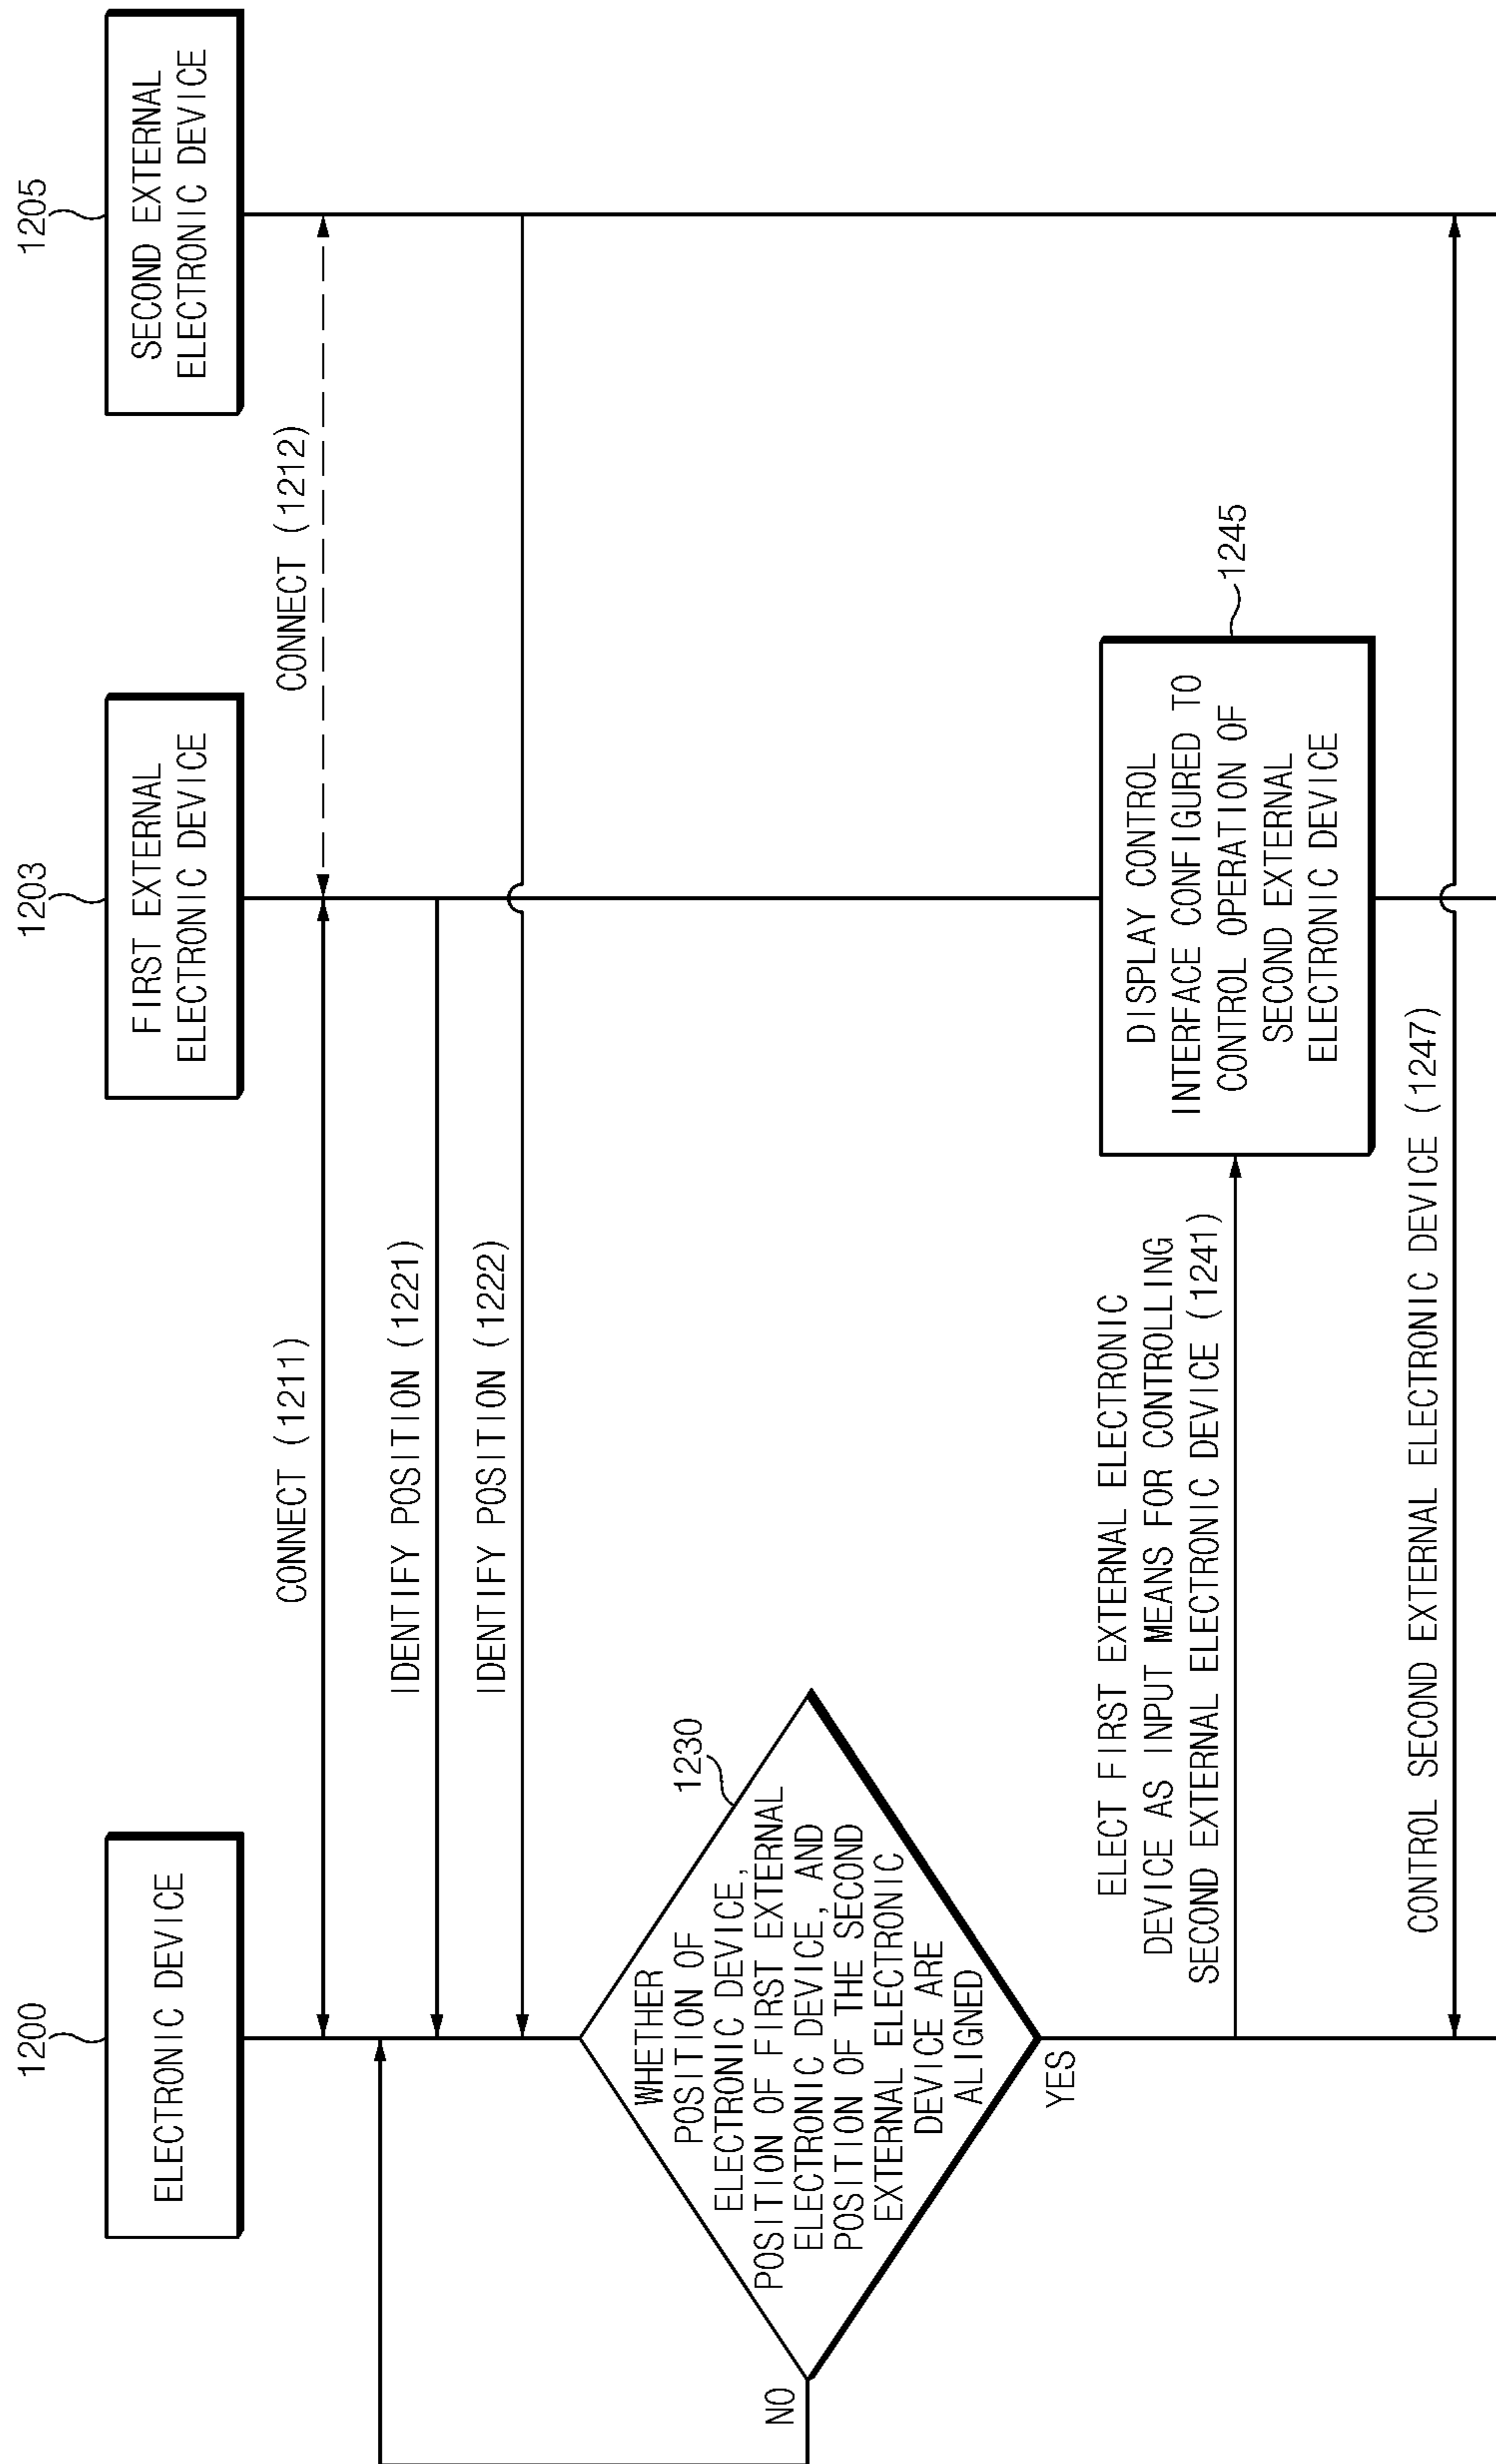 1200
ELECTRONIC DEVICE
1203
FIRST EXTERNAL
ELECTRONIC DEVICE
1205
SECOND EXTERNAL
ELECTRONIC DEVICE
CONNECT (1211)
CONNECT (1212)
IDENTIFY POSITION (1221)
IDENTIFY POSITION (1222)
1230
WHETHER
POSITION OF
ELECTRONIC DEVICE,
POSITION OF FIRST EXTERNAL
ELECTRONIC DEVICE, AND
POSITION OF THE SECOND
EXTERNAL ELECTRONIC
DEVICE ARE
ALIGNED
NO
YES
ELECT FIRST EXTERNAL ELECTRONIC
DEVICE AS INPUT MEANS FOR CONTROLLING
SECOND EXTERNAL ELECTRONIC DEVICE (1241)
DISPLAY CONTROL
INTERFACE CONFIGURED TO
CONTROL OPERATION OF
SECOND EXTERNAL
ELECTRONIC DEVICE
1245
CONTROL SECOND EXTERNAL ELECTRONIC DEVICE (1247)